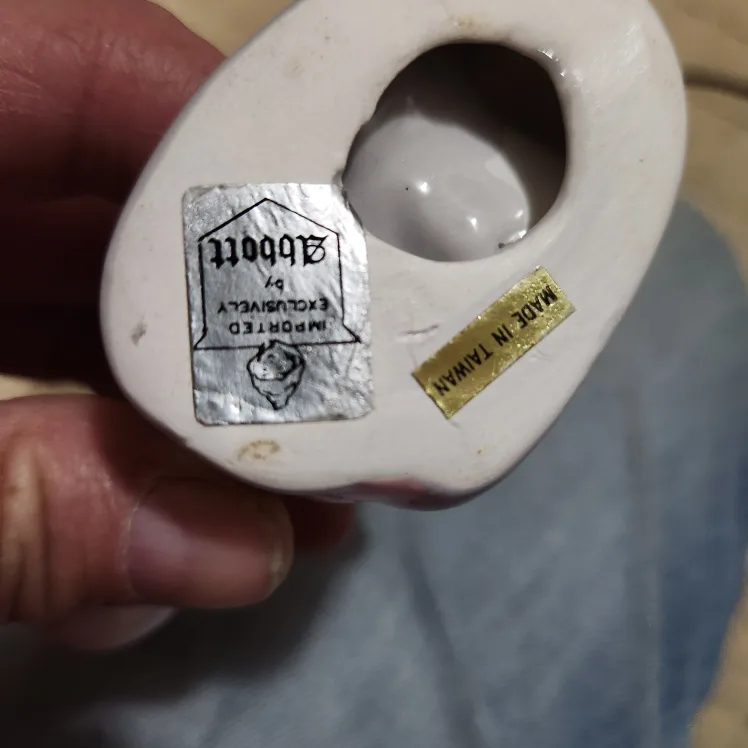 IMPORTED
EXCLUSIVELY
by
Abbott
MADE IN TAIWAN